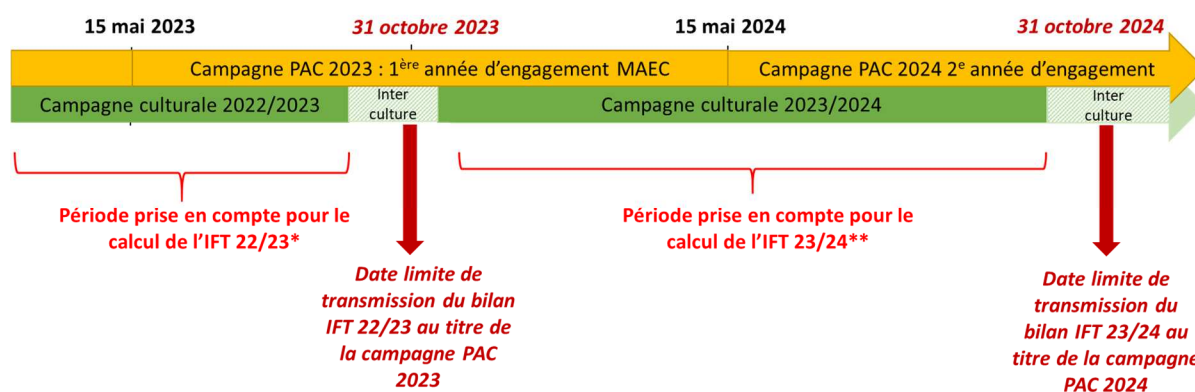 15 mai 2023
31 octobre 2023
15 mai 2024
31 octobre 2024
Campagne PAC 2023 : 1ère année d'engagement MAEC
Campagne PAC 2024 2e année d'engagement
Campagne culturale 2022/2023
Inter
culture
Campagne culturale 2023/2024
Inter
culture
Période prise en compte pour le
calcul de l'IFT 22/23*
Période prise en compte pour le
calcul de l'IFT 23/24**
Date limite de
transmission du bilan
IFT 22/23 au titre de
la campagne PAC
2023
Date limite de
transmission du
bilan IFT 23/24 au
titre de la campagne
PAC 2024